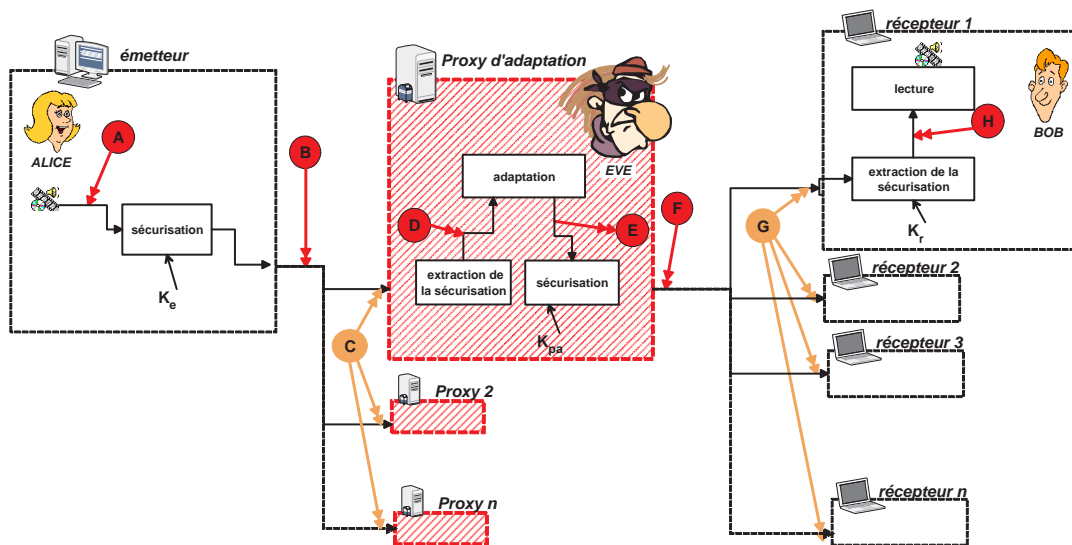 émetteur
ALICE
A
sécurisation
Ke
B
C
Proxy d'adaptation
EVE
adaptation
D
E
extraction de
la sécurisation
sécurisation
Kpa
Proxy 2
Proxy n
F
G
récepteur 1
lecture
BOB
H
extraction de la
sécurisation
Kr
récepteur 2
récepteur 3
récepteur n